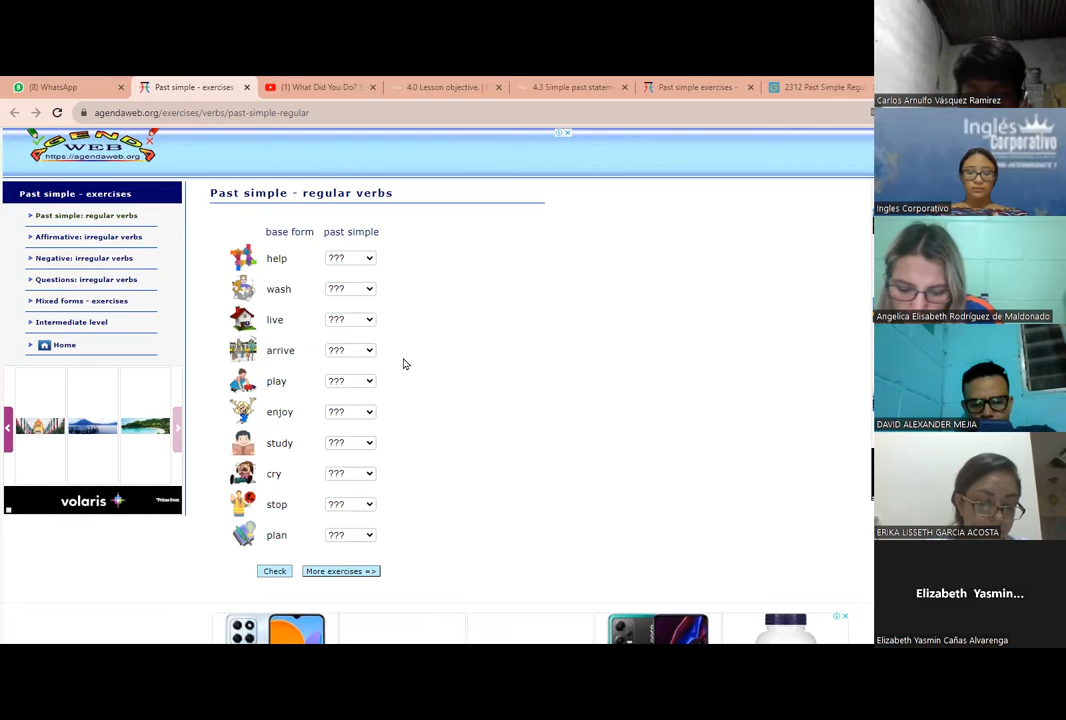 (8) WhatsApp
Past simple - exercises
(1) What Did You Do? S
4.0 Lesson objective. |
4.3 Simple past statem
Past simple exercises -
2312 Past Simple Regu
agendaweb.org/exercises/verbs/past-simple-regular
AGENDA
WEB
https://agendaweb.org
Past simple - exercises
Past simple: regular verbs
Affirmative: irregular verbs
Negative: irregular verbs
Questions: irregular verbs
Mixed forms - exercises
Intermediate level
Home
volaris
Past simple - regular verbs
base form past simple
help ???
wash ???
live ???
arrive ???
play ???
enjoy ???
study ???
cry ???
stop ???
plan ???
Check More exercises =>
Carlos Arnulfo Vásquez Ramirez
Inglés
Corporativo
Ingles Corporativo
Angelica Elisabeth Rodríguez de Maldonado
DAVID ALEXANDER MEJIA
ERIKA LISSETH GARCIA ACOSTA
Elizabeth Yasmin...
Elizabeth Yasmin Cañas Alvarenga